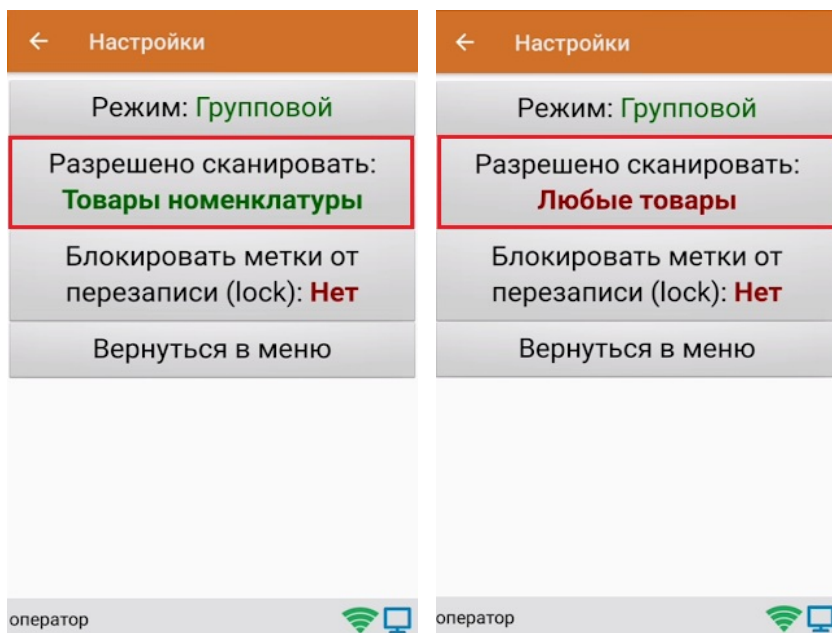 Настройки
Режим: Групповой
Разрешено сканировать:
Товары номенклатуры
Блокировать метки от
перезаписи (lock): Нет
Вернуться в меню
оператор
Настройки
Режим: Групповой
Разрешено сканировать:
Любые товары
Блокировать метки от
перезаписи (lock): Нет
Вернуться в меню
оператор